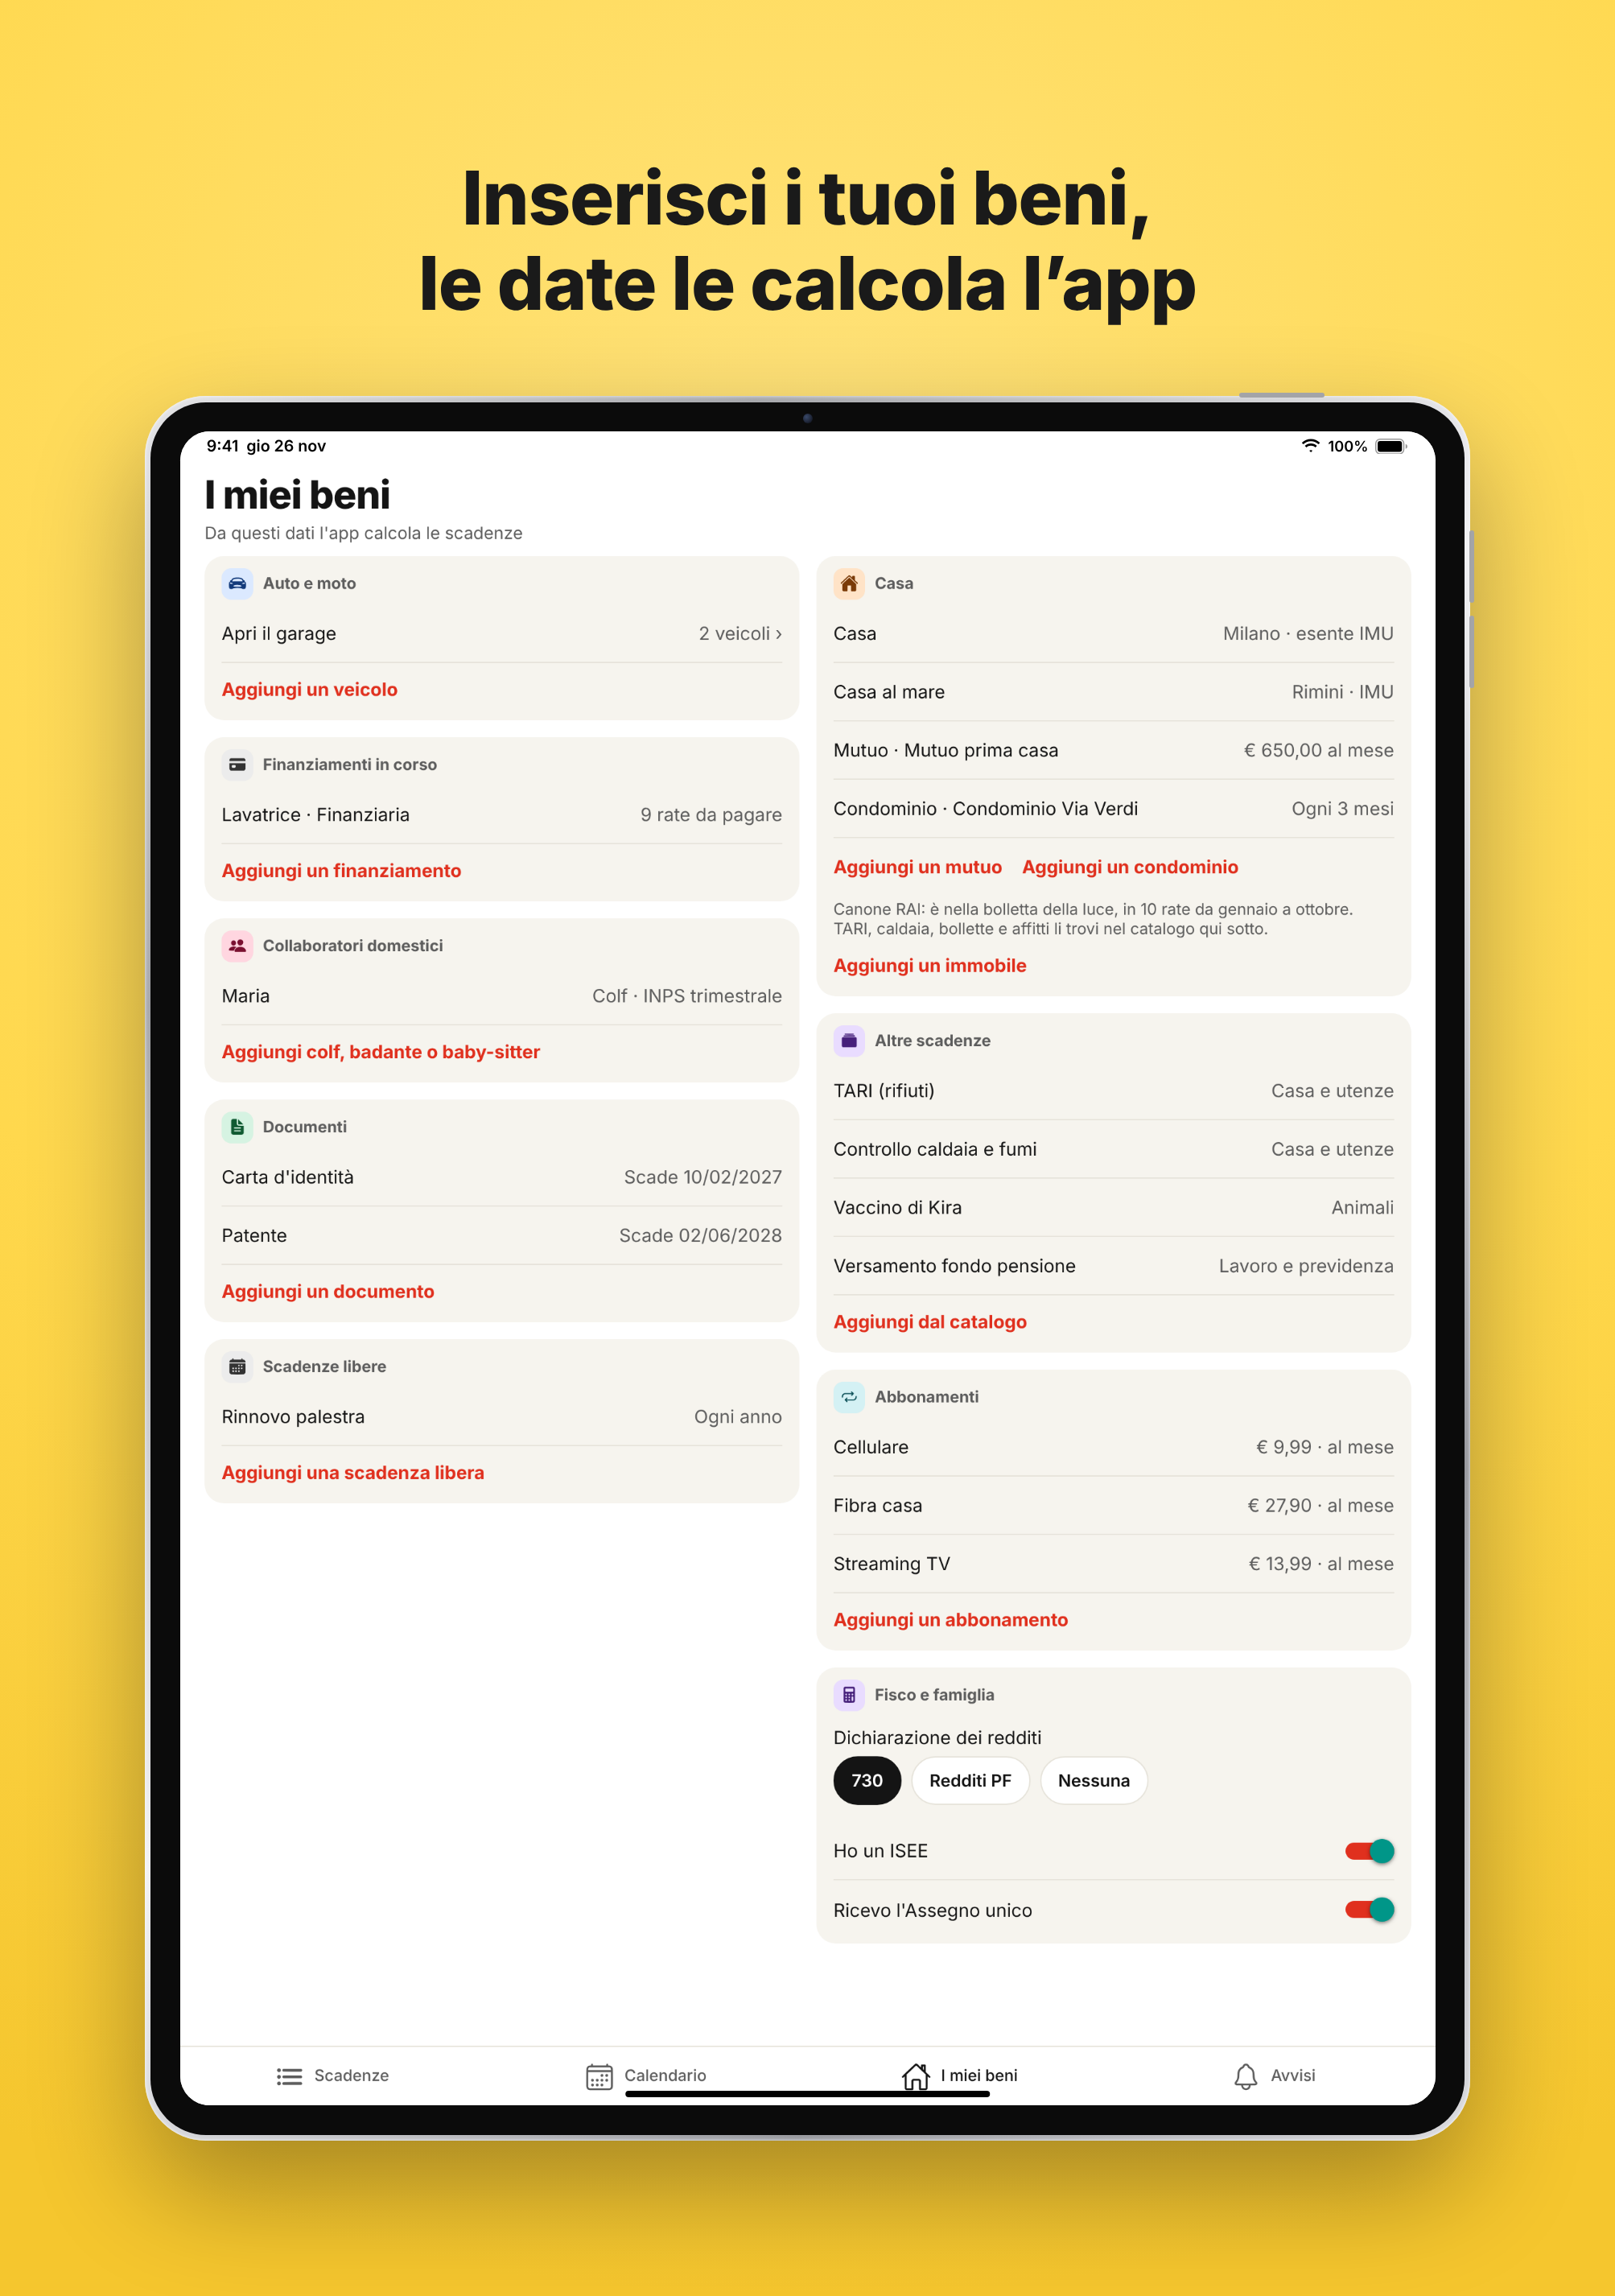 Inserisci i tuoi beni,
le date le calcola l’app
9:41 gio 26 nov
100%
I miei beni
Da questi dati l'app calcola le scadenze
Auto e moto
Apri il garage 2 veicoli ›
Aggiungi un veicolo
Finanziamenti in corso
Lavatrice · Finanziaria 9 rate da pagare
Aggiungi un finanziamento
Collaboratori domestici
Maria Colf · INPS trimestrale
Aggiungi colf, badante o baby-sitter
Documenti
Carta d'identità Scade 10/02/2027
Patente Scade 02/06/2028
Aggiungi un documento
Scadenze libere
Rinnovo palestra Ogni anno
Aggiungi una scadenza libera
Casa
Casa Milano · esente IMU
Casa al mare Rimini · IMU
Mutuo · Mutuo prima casa € 650,00 al mese
Condominio · Condominio Via Verdi Ogni 3 mesi
Aggiungi un mutuo Aggiungi un condominio
Canone RAI: è nella bolletta della luce, in 10 rate da gennaio a ottobre.
TARI, caldaia, bollette e affitti li trovi nel catalogo qui sotto.
Aggiungi un immobile
Altre scadenze
TARI (rifiuti) Casa e utenze
Controllo caldaia e fumi Casa e utenze
Vaccino di Kira Animali
Versamento fondo pensione Lavoro e previdenza
Aggiungi dal catalogo
Abbonamenti
Cellulare € 9,99 · al mese
Fibra casa € 27,90 · al mese
Streaming TV € 13,99 · al mese
Aggiungi un abbonamento
Fisco e famiglia
Dichiarazione dei redditi
730 Redditi PF Nessuna
Ho un ISEE
Ricevo l'Assegno unico
Scadenze Calendario I miei beni Avvisi